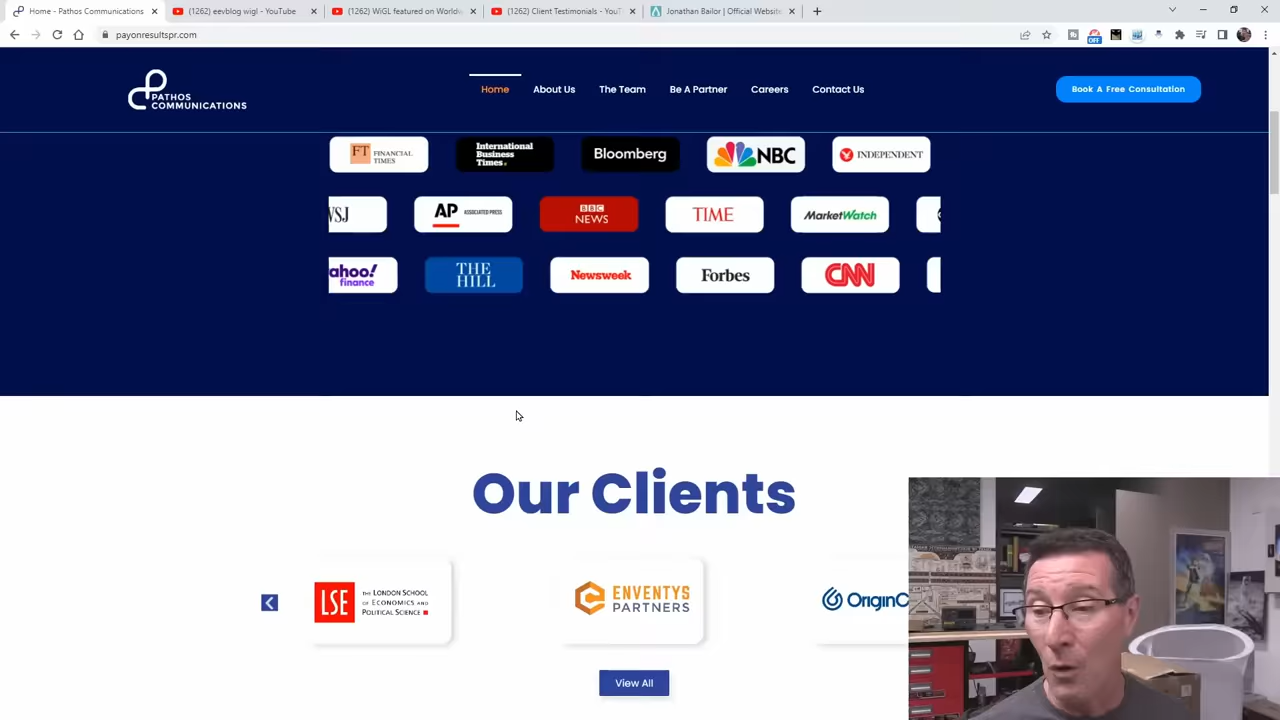 Home - Pathos Communications
(1262) eevblog wigl - YouTube
(1262) WiGL featured on Worldw
(1262) Client Testimonials - YouT
Jonathan Bailor | Official Website
payonresultspr.com
OFF
PATHOS
COMMUNICATIONS
Home
About Us
The Team
Be A Partner
Careers
Contact Us
Book A Free Consultation
FT
FINANCIAL
TIMES
International
Business
Times.
Bloomberg
NBC
INDEPENDENT
WSJ
AP
ASSOCIATED PRESS
BBC
NEWS
TIME
MarketWatch
ahoo!
finance
THE
HILL
Newsweek
Forbes
CNN
Our Clients
LSE
THE LONDON SCHOOL
OF ECONOMICS AND
POLITICAL SCIENCE
ENVENTYS
PARTNERS
OriginC
View All